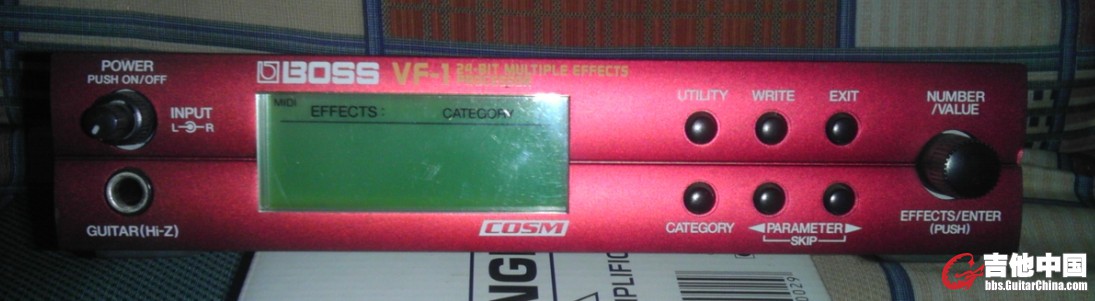 POWER
PUSH ON/OFF
INPUT
L R
GUITAR(Hi-Z)
BOSS VF-1 24-BIT MULTIPLE EFFECTS
MIDI
EFFECTS:
CATEGORY
COSM
UTILITY
WRITE
EXIT
CATEGORY
PARAMETER
SKIP
NUMBER
/VALUE
EFFECTS/ENTER
(PUSH)
吉他中国
bbs.GuitarChina.com